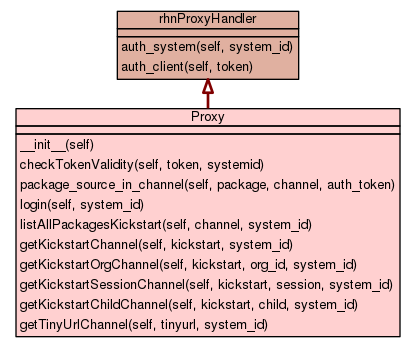 rhnProxyHandler
auth_system(self, system_id)
auth_client(self, token)
Proxy
__init__(self)
checkTokenValidity(self, token, systemid)
package_source_in_channel(self, package, channel, auth_token)
login(self, system_id)
listAllPackagesKickstart(self, channel, system_id)
getKickstartChannel(self, kickstart, system_id)
getKickstartOrgChannel(self, kickstart, org_id, system_id)
getKickstartSessionChannel(self, kickstart, session, system_id)
getKickstartChildChannel(self, kickstart, child, system_id)
getTinyUrlChannel(self, tinyurl, system_id)